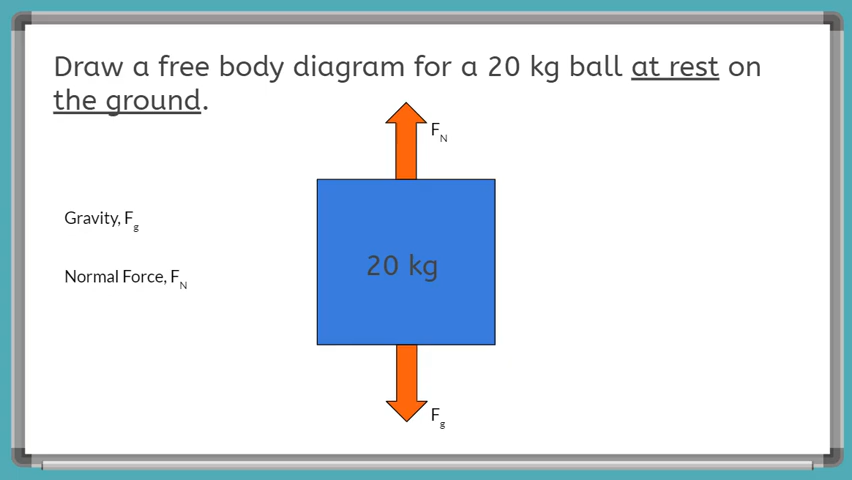 Draw a free body diagram for a 20 kg ball at rest on
the ground.
F_N
Gravity, F_g
20 kg
Normal Force, F_N
F_g